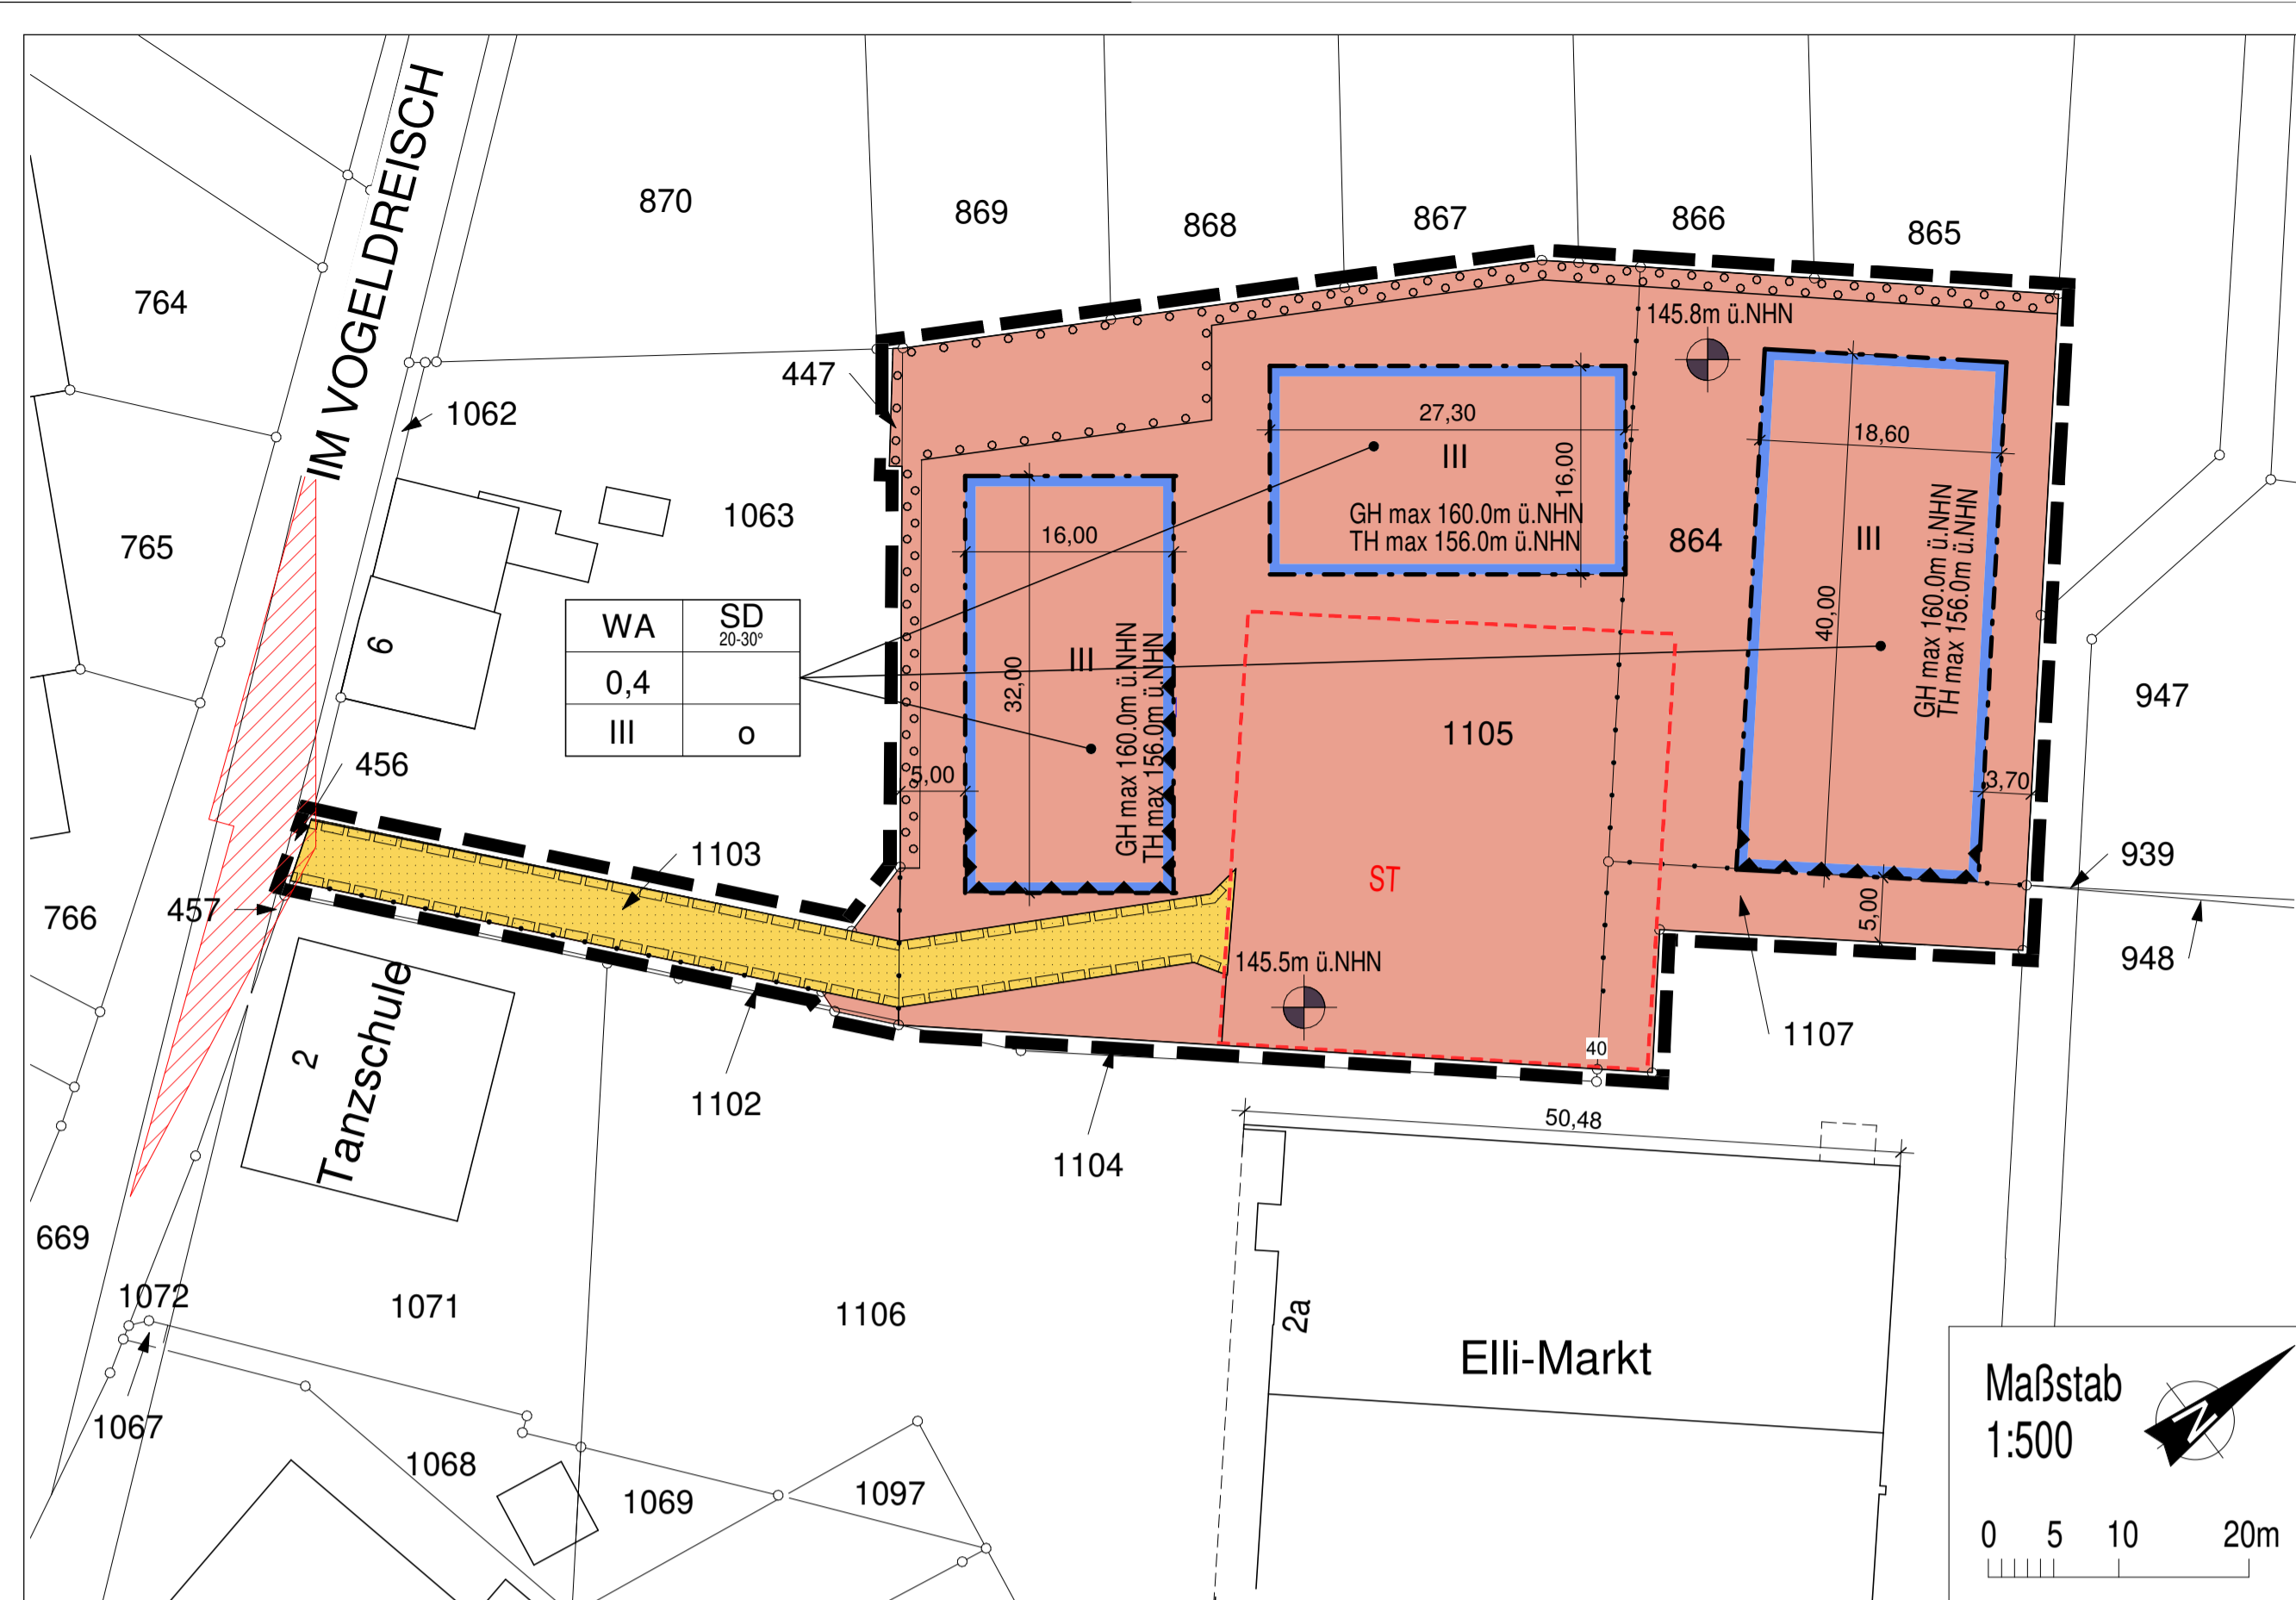 IM VOGELDREISCH
870
869
868
867
866
865
764
145.8m ü.NHN
447
1062
27,30
III
16,00
GH max 160.0m ü.NHN
TH max 156.0m ü.NHN
18,60
III
40,00
GH max 160.0m ü.NHN
TH max 156.0m ü.NHN
765
1063
16,00
864
6
WA
SD
20-30°
0,4
III
o
III
32,00
GH max 160.0m ü.NHN
TH max 156.0m ü.NHN
5,00
1105
947
3,70
456
1103
939
457
ST
766
5,00
948
145.5m ü.NHN
2
Tanzschule
1107
40
1102
50,48
1104
669
1072
1071
1106
2a
Elli-Markt
1067
1068
1069
1097
Maßstab
1:500
N
0 5 10 20m